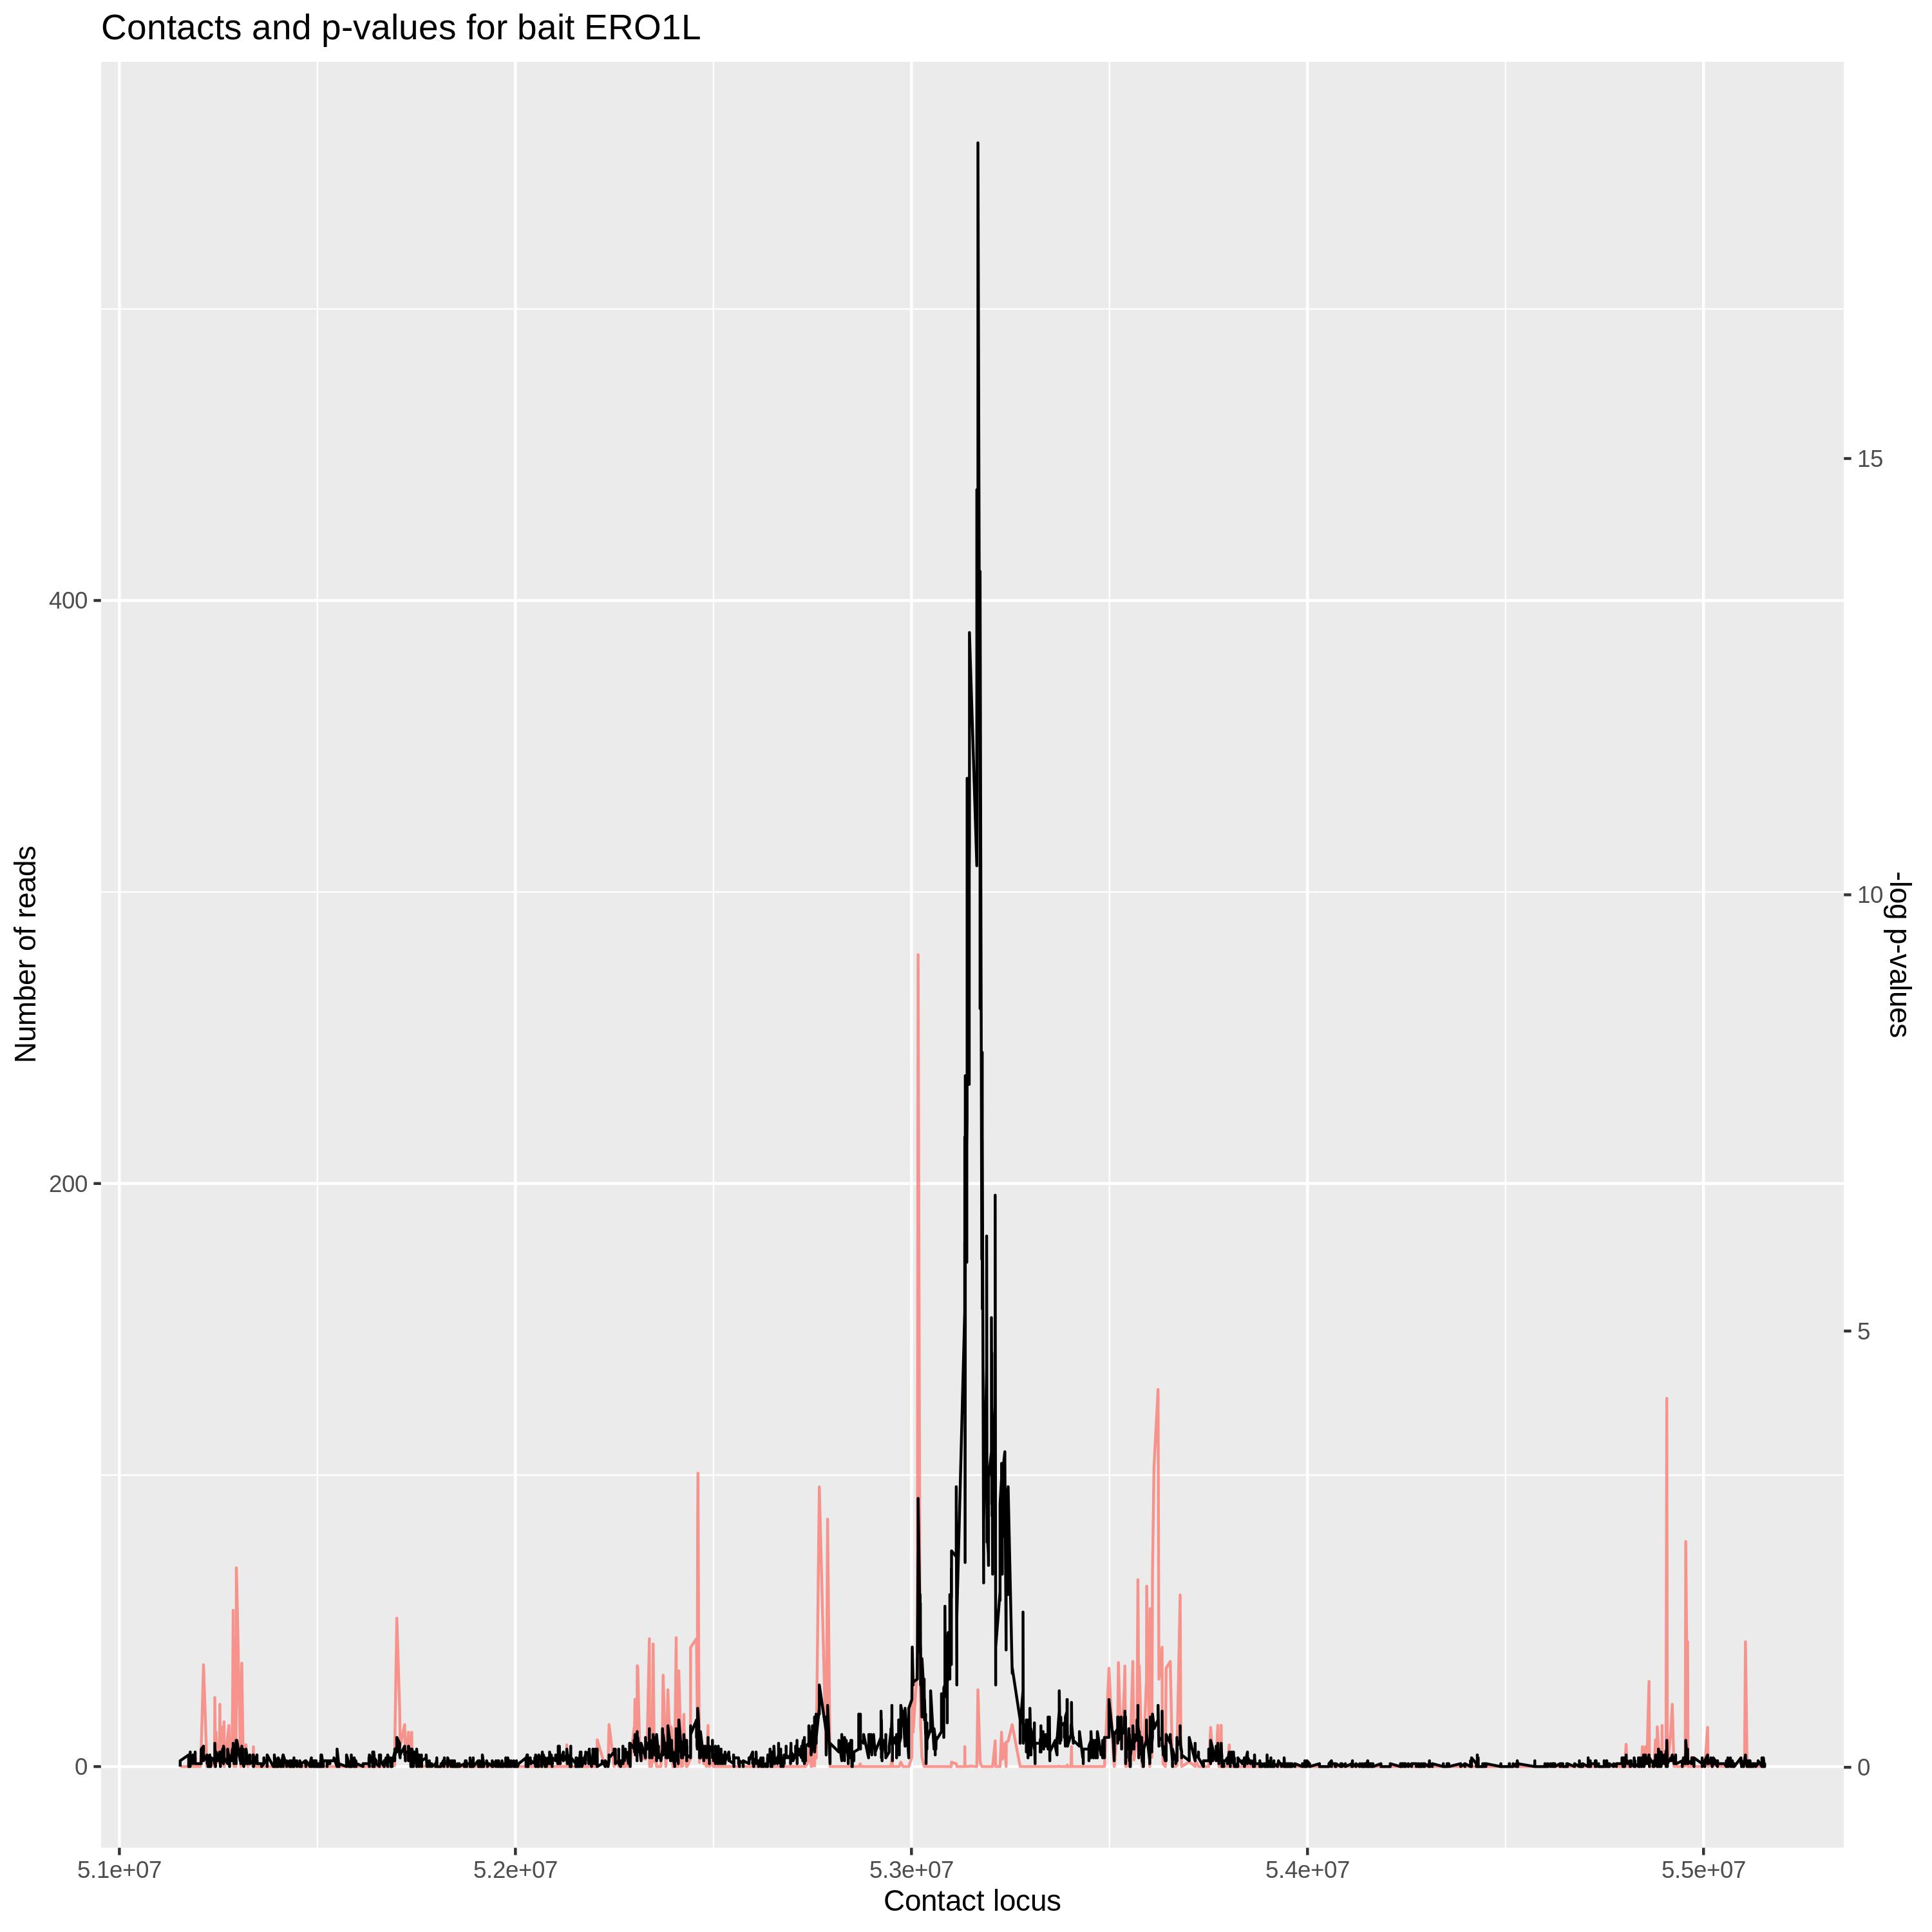 Contacts and p-values for bait ERO1L
Number of reads
400
200
0
15
10
5
0
-log p-values
5.1e+07
5.2e+07
5.3e+07
5.4e+07
5.5e+07
Contact locus